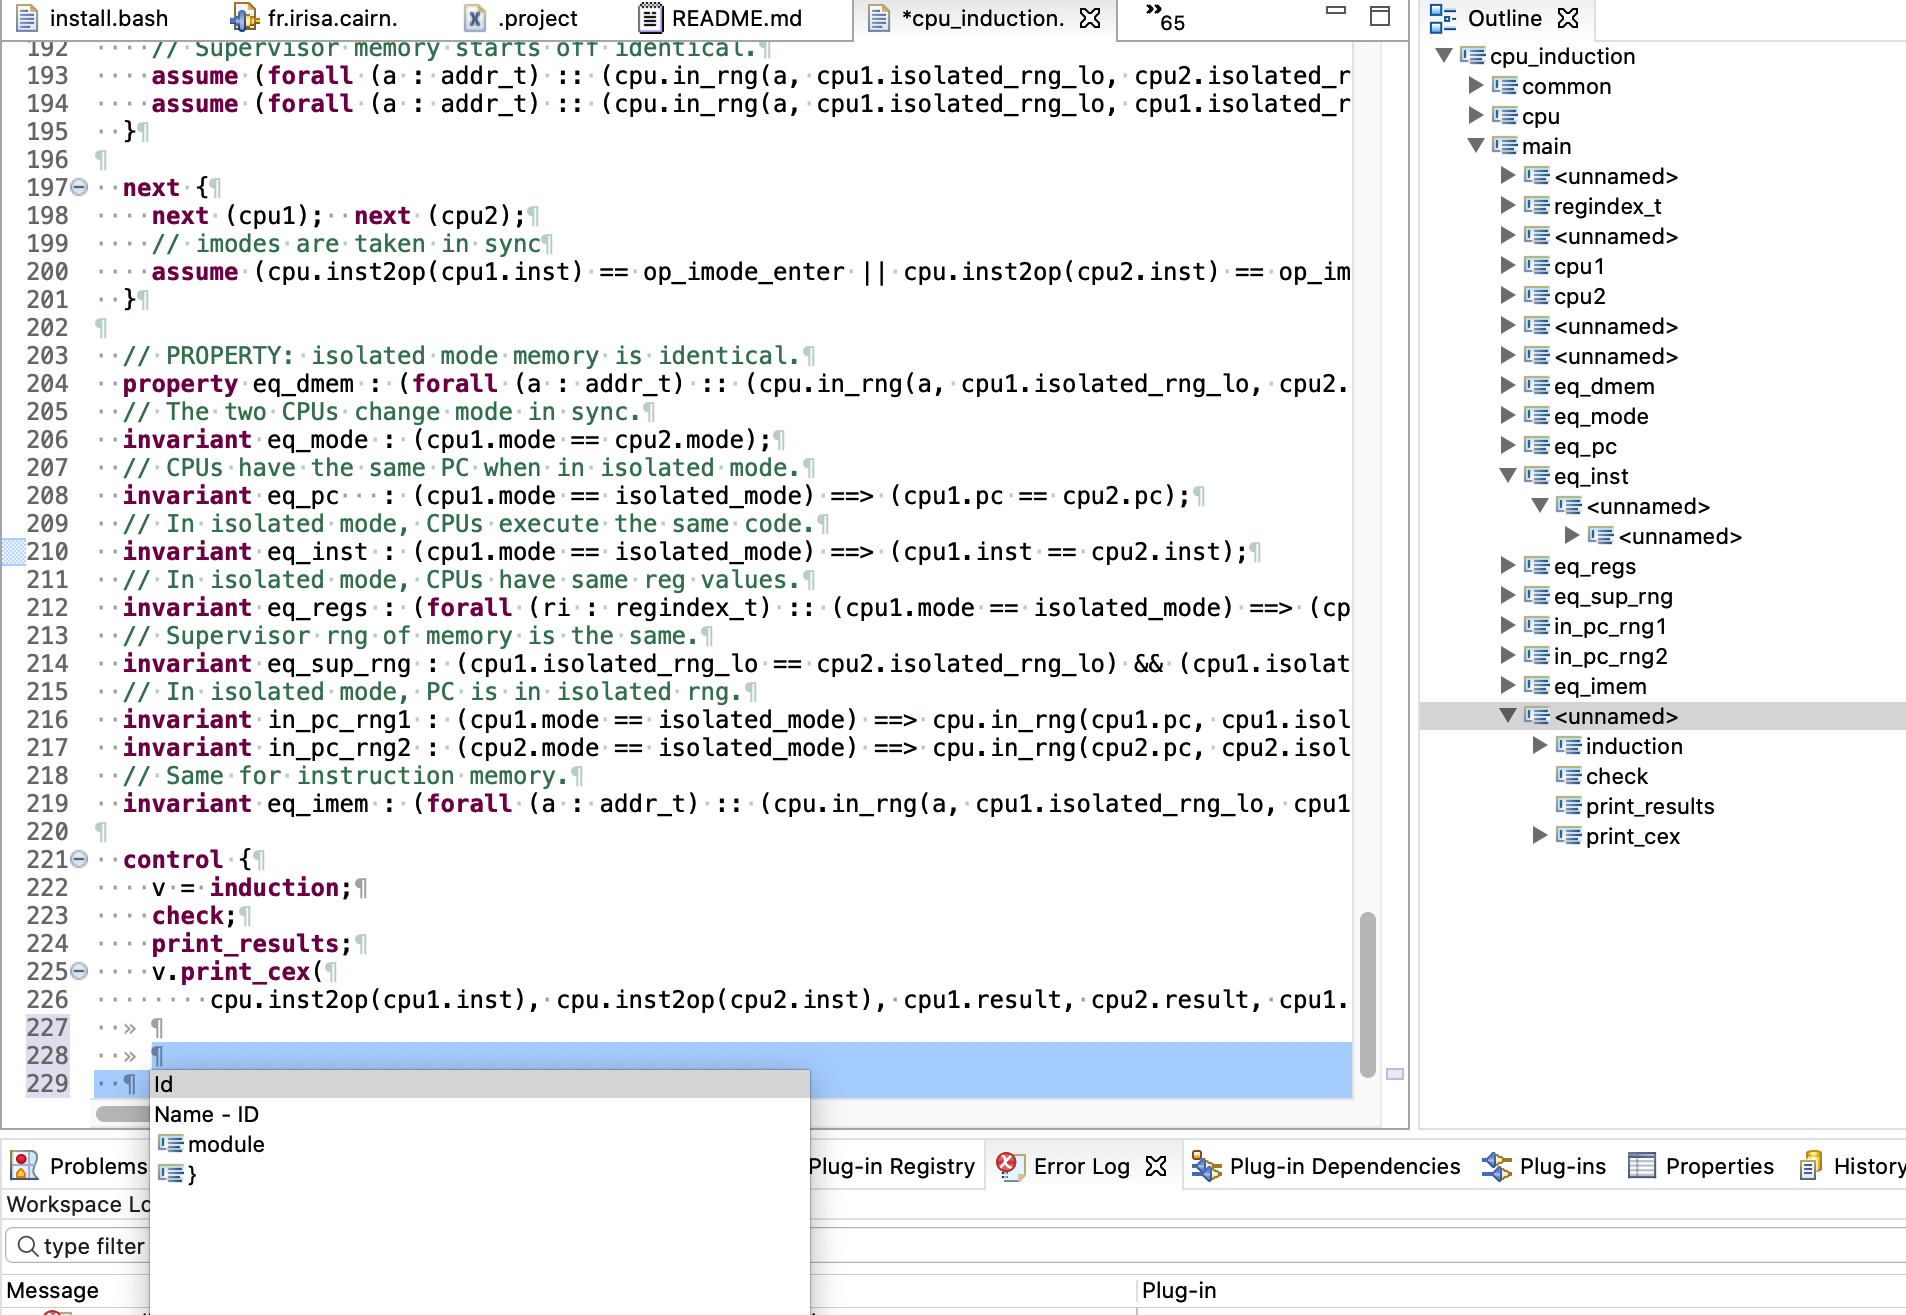 install.bash
fr.irisa.cairn.
.project
README.md
*cpu_induction.
»65
192 // Supervisor memory starts off identical.¶
193 assume (forall (a : addr_t) :: (cpu.in_rng(a, cpu1.isolated_rng_lo, cpu2.isolated_r
194 assume (forall (a : addr_t) :: (cpu.in_rng(a, cpu1.isolated_rng_lo, cpu1.isolated_r
195 }¶
196 ¶
197 next {¶
198 next (cpu1); next (cpu2);¶
199 // imodes are taken in sync¶
200 assume (cpu.inst2op(cpu1.inst) == op_imode_enter || cpu.inst2op(cpu2.inst) == op_im
201 }¶
202 ¶
203 // PROPERTY: isolated mode memory is identical.¶
204 property eq_dmem : (forall (a : addr_t) :: (cpu.in_rng(a, cpu1.isolated_rng_lo, cpu2.
205 // The two CPUs change mode in sync.¶
206 invariant eq_mode : (cpu1.mode == cpu2.mode);¶
207 // CPUs have the same PC when in isolated mode.¶
208 invariant eq_pc : (cpu1.mode == isolated_mode) ==> (cpu1.pc == cpu2.pc);¶
209 // In isolated mode, CPUs execute the same code.¶
210 invariant eq_inst : (cpu1.mode == isolated_mode) ==> (cpu1.inst == cpu2.inst);¶
211 // In isolated mode, CPUs have same reg values.¶
212 invariant eq_regs : (forall (ri : regindex_t) :: (cpu1.mode == isolated_mode) ==> (cp
213 // Supervisor rng of memory is the same.¶
214 invariant eq_sup_rng : (cpu1.isolated_rng_lo == cpu2.isolated_rng_lo) && (cpu1.isolat
215 // In isolated mode, PC is in isolated rng.¶
216 invariant in_pc_rng1 : (cpu1.mode == isolated_mode) ==> cpu.in_rng(cpu1.pc, cpu1.isol
217 invariant in_pc_rng2 : (cpu2.mode == isolated_mode) ==> cpu.in_rng(cpu2.pc, cpu2.isol
218 // Same for instruction memory.¶
219 invariant eq_imem : (forall (a : addr_t) :: (cpu.in_rng(a, cpu1.isolated_rng_lo, cpu1
220 ¶
221 control {¶
222 v = induction;¶
223 check;¶
224 print_results;¶
225 v.print_cex(¶
226 cpu.inst2op(cpu1.inst), cpu.inst2op(cpu2.inst), cpu1.result, cpu2.result, cpu1.
227 » ¶
228 » ¶
229 ¶
Id
Name - ID
module
}
Outline
cpu_induction
common
cpu
main
<unnamed>
regindex_t
<unnamed>
cpu1
cpu2
<unnamed>
<unnamed>
eq_dmem
eq_mode
eq_pc
eq_inst
<unnamed>
<unnamed>
eq_regs
eq_sup_rng
in_pc_rng1
in_pc_rng2
eq_imem
<unnamed>
induction
check
print_results
print_cex
Problems
Plug-in Registry
Error Log
Plug-in Dependencies
Plug-ins
Properties
History
Workspace Lo
type filter
Message
Plug-in